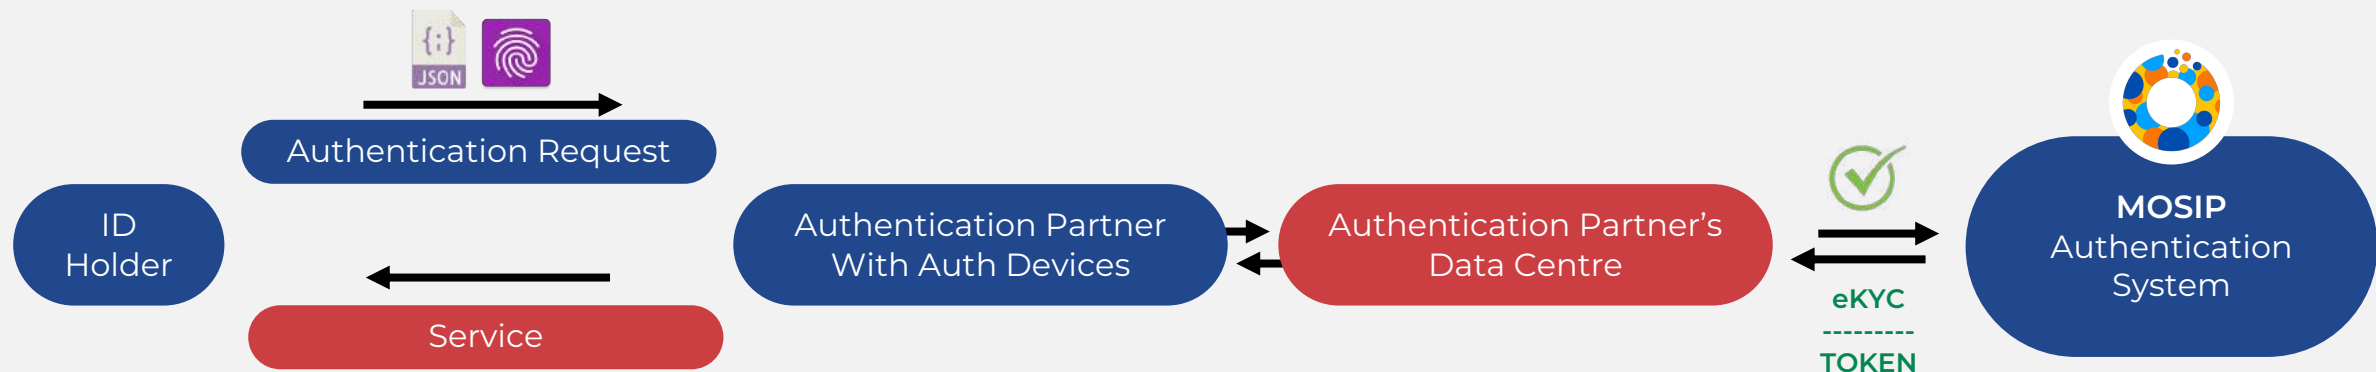 {;}
JSON
Authentication Request
ID
Holder
Service
Authentication Partner
With Auth Devices
Authentication Partner’s
Data Centre
eKYC
---------
TOKEN
MOSIP
Authentication
System